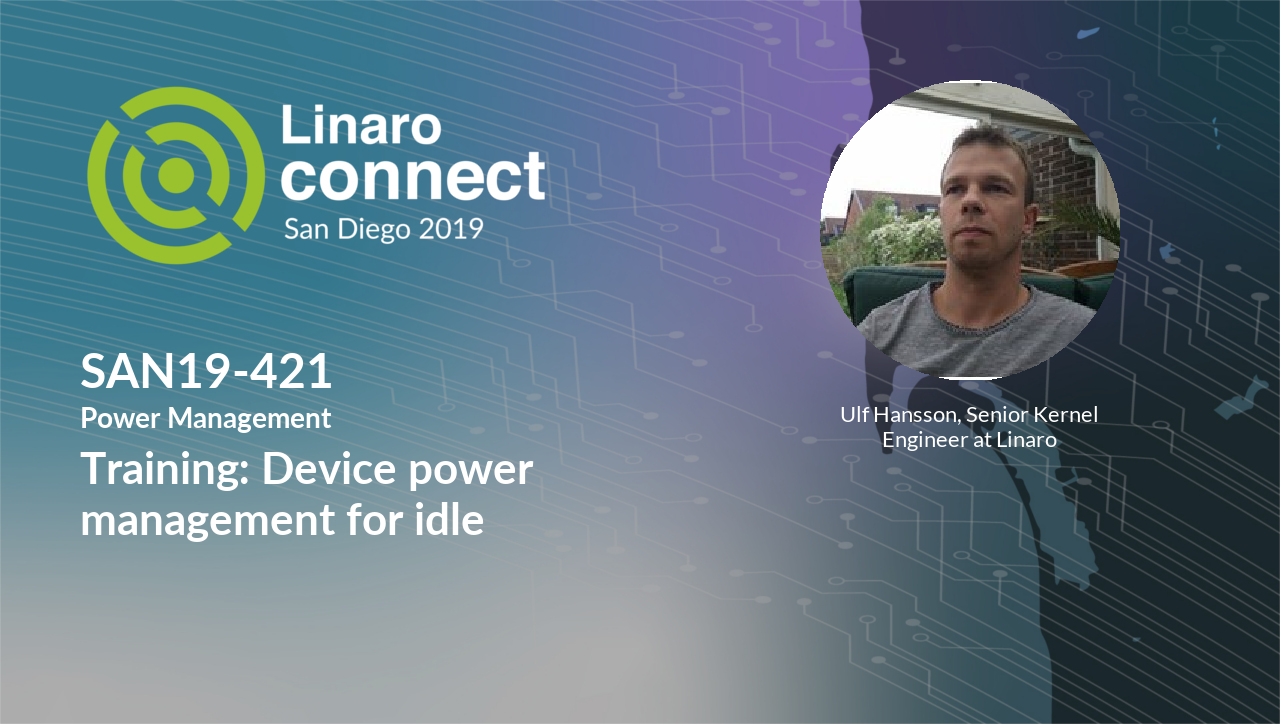 Linaro
connect
San Diego 2019
SAN19-421
Power Management
Training: Device power
management for idle
Ulf Hansson, Senior Kernel
Engineer at Linaro